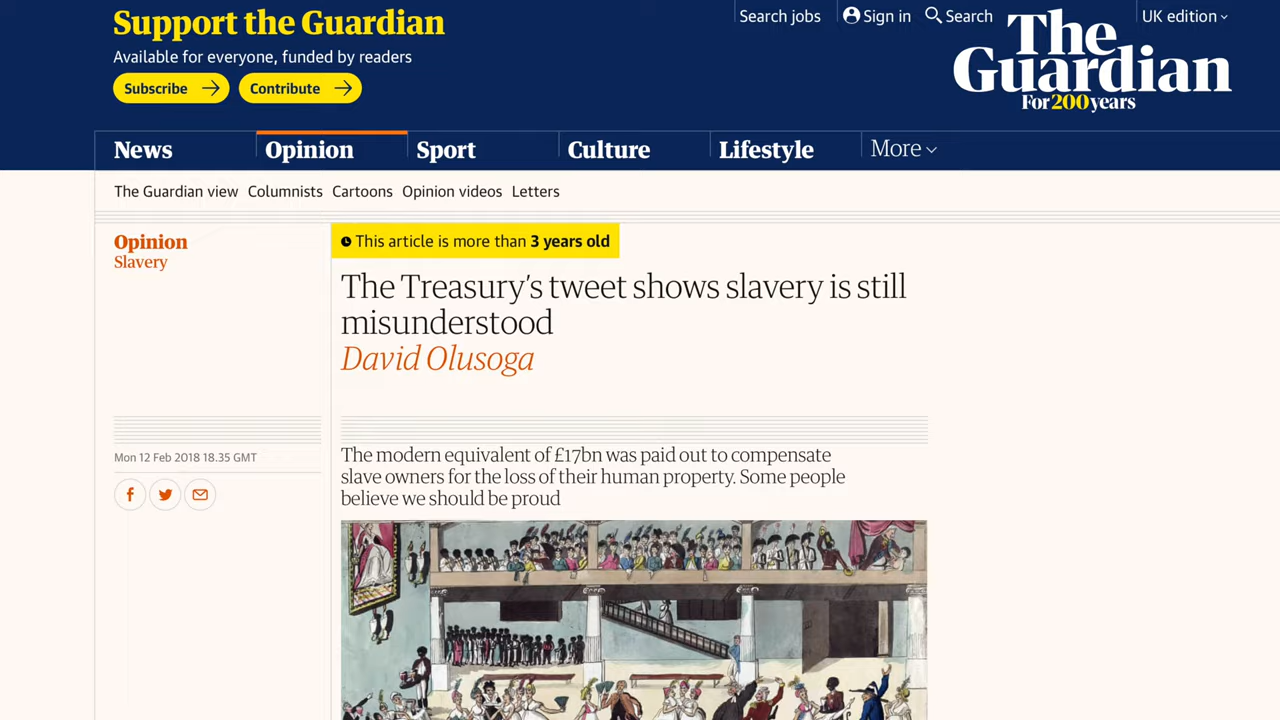 Support the Guardian
Available for everyone, funded by readers
Subscribe
Contribute
Search jobs
Sign in
Search
UK edition
The
Guardian
For 200 years
News
Opinion
Sport
Culture
Lifestyle
More
The Guardian view
Columnists
Cartoons
Opinion videos
Letters
Opinion
Slavery
This article is more than 3 years old
The Treasury’s tweet shows slavery is still
misunderstood
David Olusoga
Mon 12 Feb 2018 18.35 GMT
The modern equivalent of £17bn was paid out to compensate
slave owners for the loss of their human property. Some people
believe we should be proud